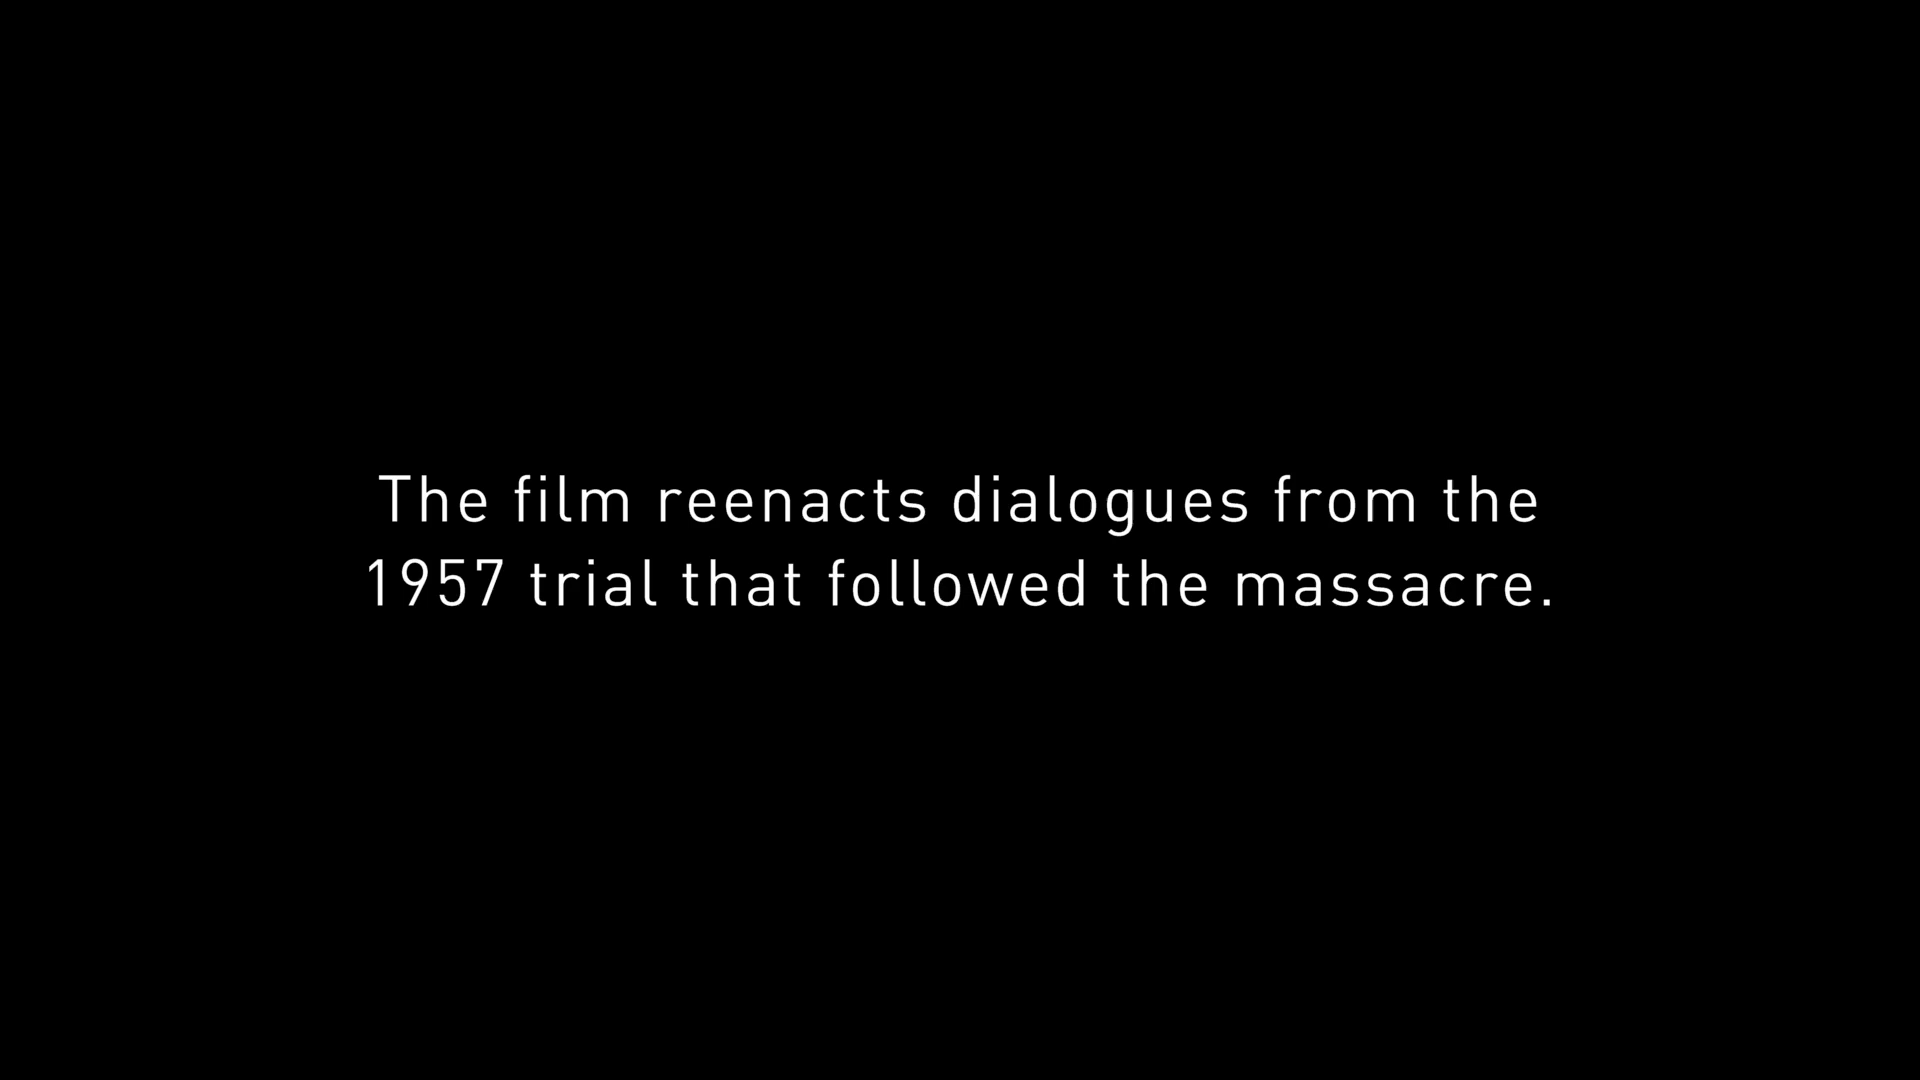 The film reenacts dialogues from the
1957 trial that followed the massacre.